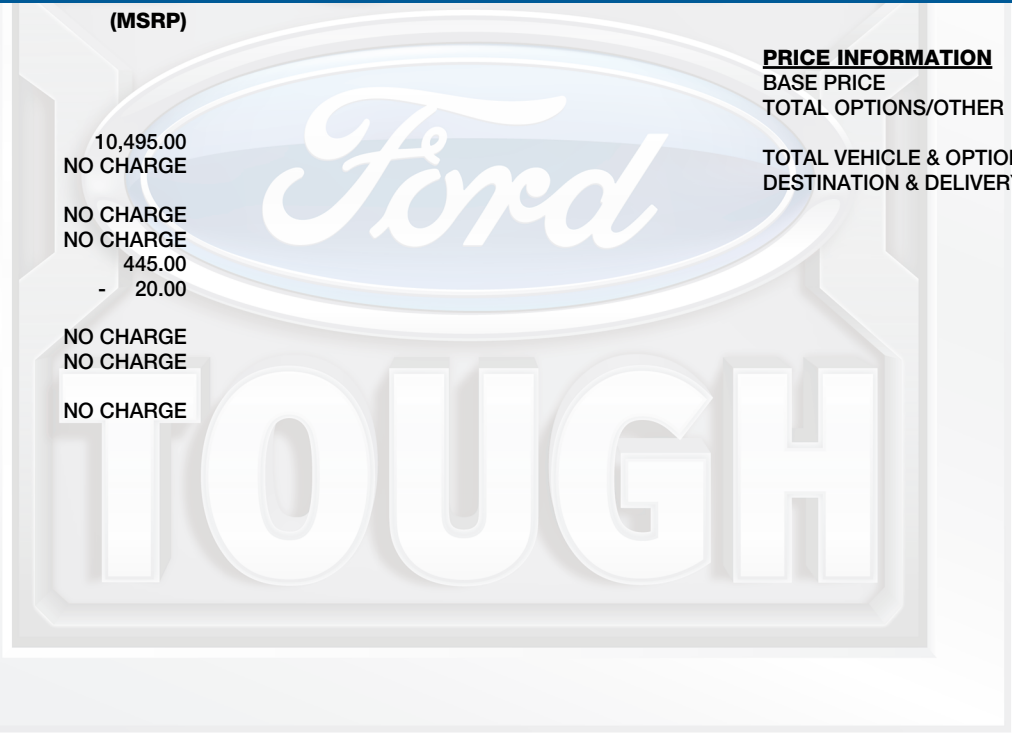 (MSRP)
10,495.00
NO CHARGE
NO CHARGE
NO CHARGE
445.00
- 20.00
NO CHARGE
NO CHARGE
NO CHARGE
PRICE INFORMATION
BASE PRICE
TOTAL OPTIONS/OTHER
TOTAL VEHICLE & OPTION
DESTINATION & DELIVERY
Ford
TOUGH